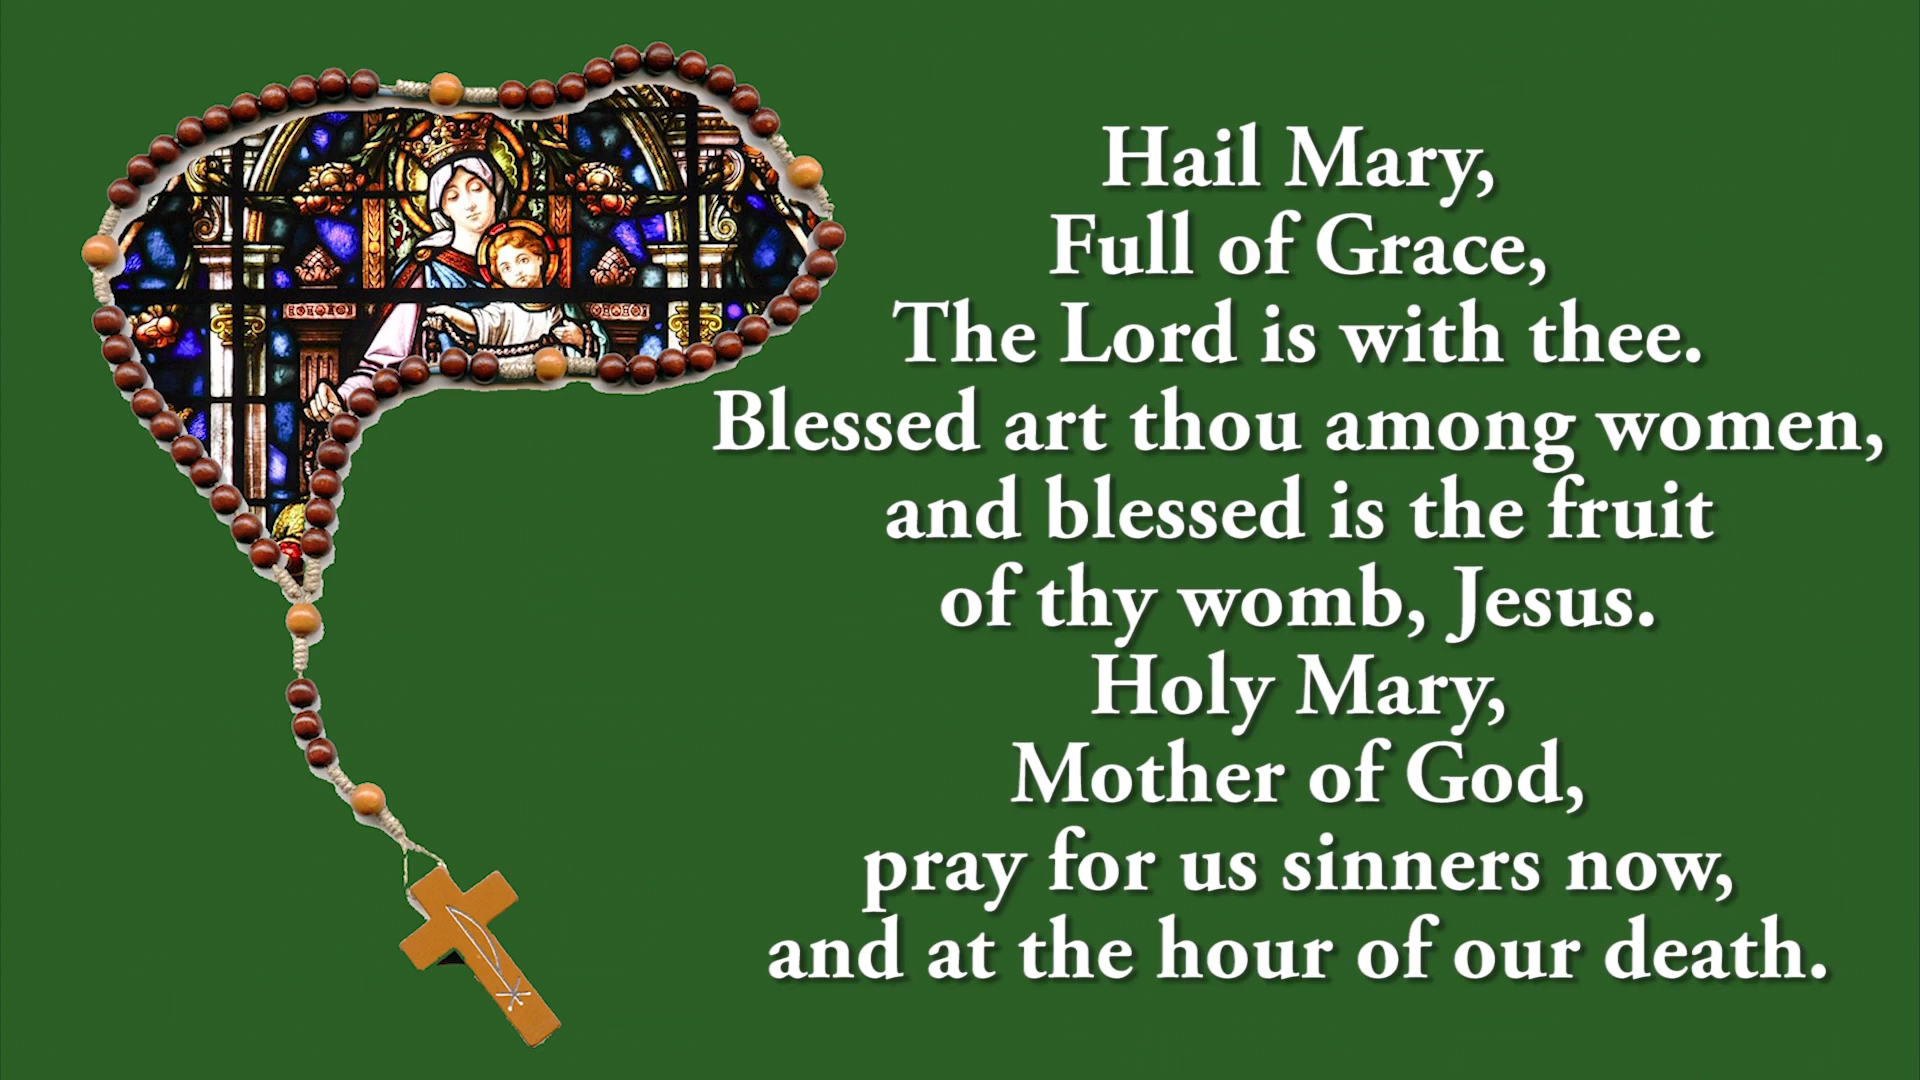 Hail Mary,
Full of Grace,
The Lord is with thee.
Blessed art thou among women,
and blessed is the fruit
of thy womb, Jesus.
Holy Mary,
Mother of God,
pray for us sinners now,
and at the hour of our death.